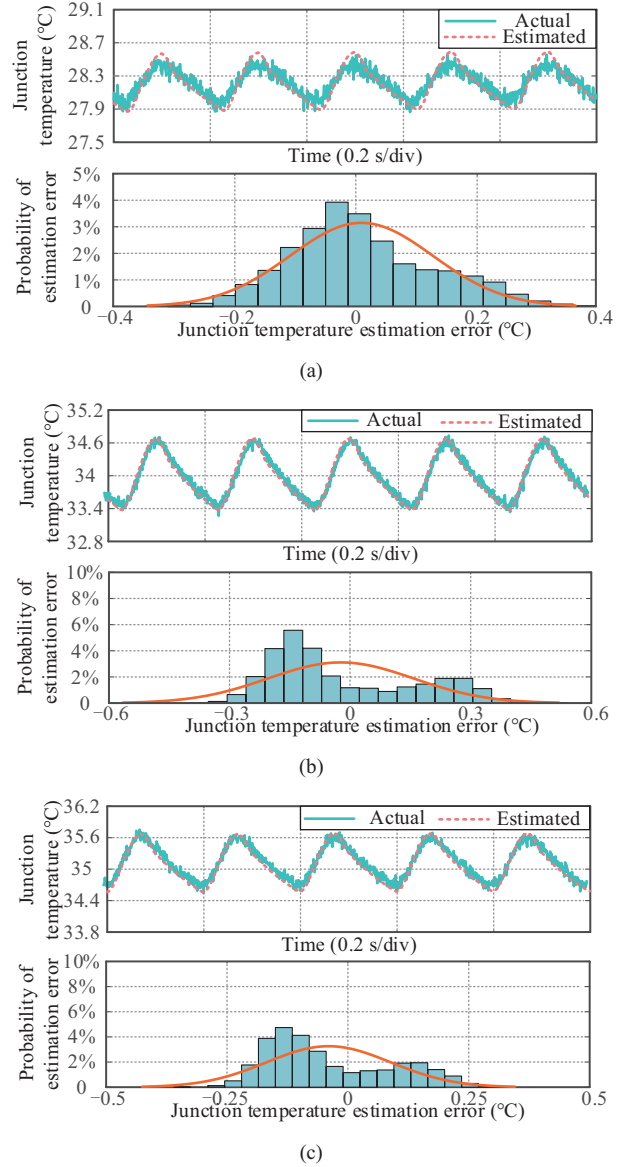 29.1
28.7
28.3
27.9
27.5
Junction
temperature (℃)
Actual
Estimated
Time (0.2 s/div)
5%
4%
3%
2%
1%
0
Probability of
estimation error
−0.4
−0.2
0
0.2
0.4
Junction temperature estimation error (℃)
(a)
35.2
34.6
34
33.4
32.8
Junction
temperature (℃)
Actual
Estimated
Time (0.2 s/div)
10%
8%
6%
4%
2%
0
Probability of
estimation error
−0.6
−0.3
0
0.3
0.6
Junction temperature estimation error (℃)
(b)
36.2
35.6
35
34.4
33.8
Junction
temperature (℃)
Actual
Estimated
Time (0.2 s/div)
10%
8%
6%
4%
2%
0
Probability of
estimation error
−0.5
−0.25
0
0.25
0.5
Junction temperature estimation error (℃)
(c)